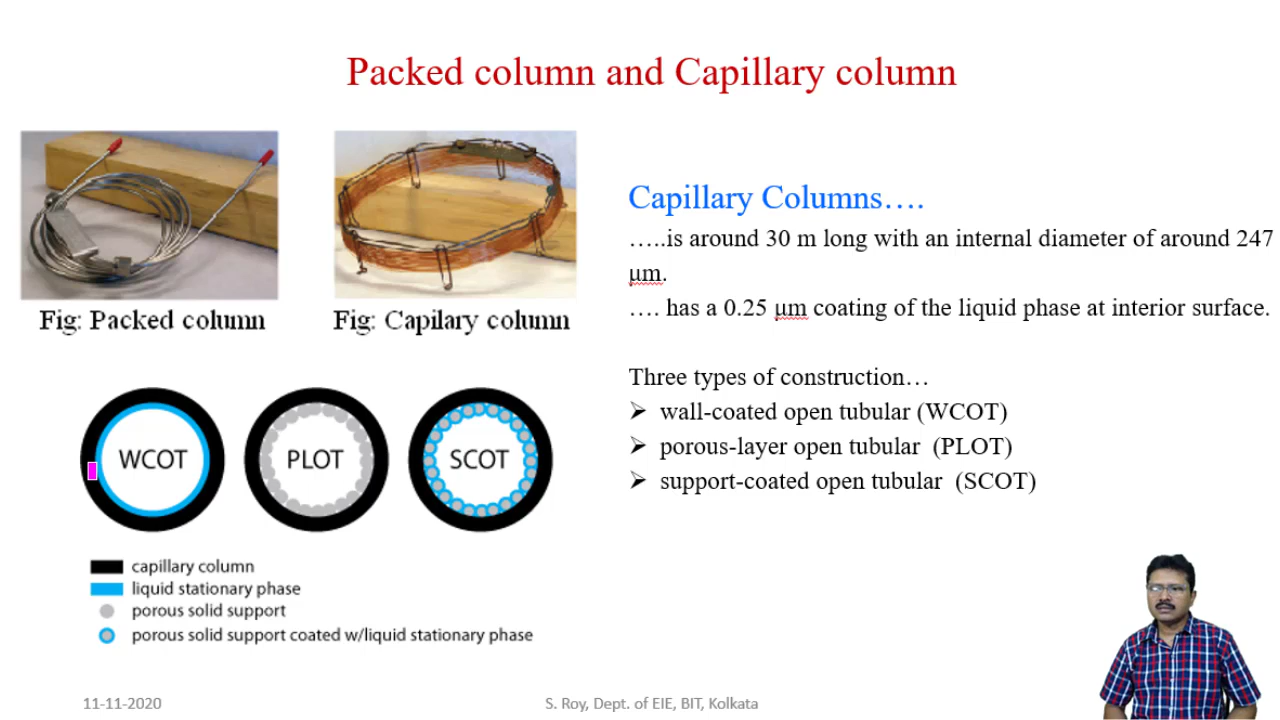 Packed column and Capillary column
Fig: Packed column
Fig: Capilary column
Capillary Columns….
…..is around 30 m long with an internal diameter of around 247
μm.
…. has a 0.25 μm coating of the liquid phase at interior surface.
Three types of construction…
➢ wall-coated open tubular (WCOT)
➢ porous-layer open tubular (PLOT)
➢ support-coated open tubular (SCOT)
WCOT
PLOT
SCOT
capillary column
liquid stationary phase
porous solid support
porous solid support coated w/liquid stationary phase
11-11-2020
S. Roy, Dept. of EIE, BIT, Kolkata